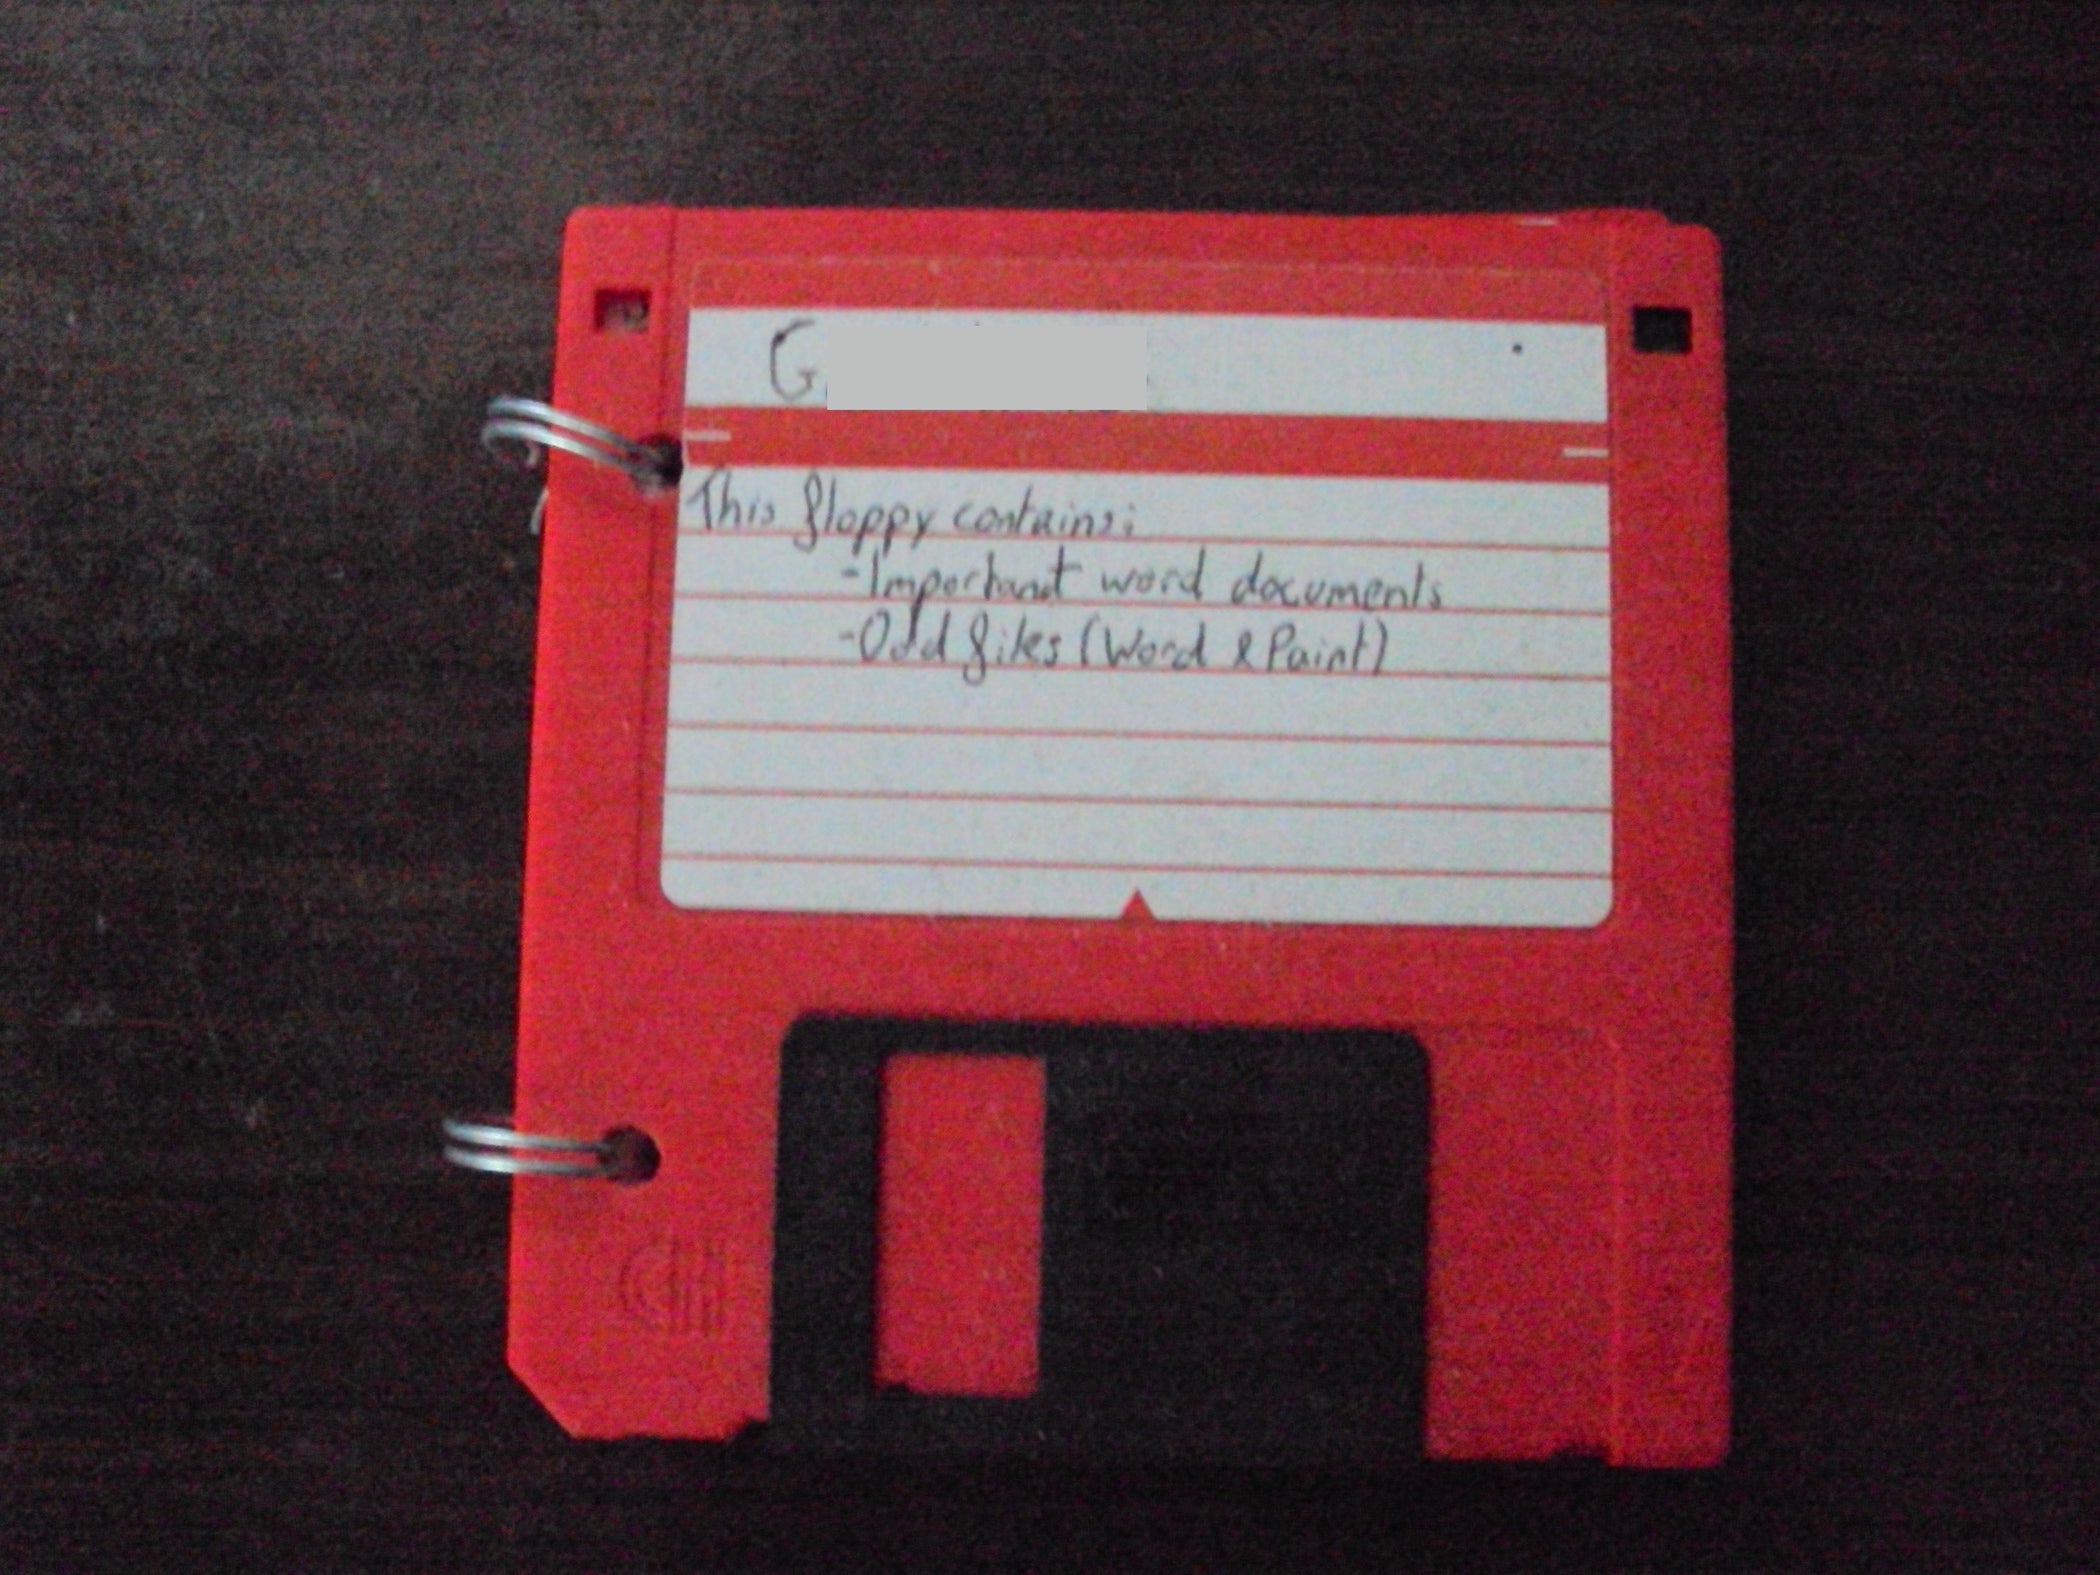 G
This floppy contains:
-Important word documents
-Odd files (Word & Paint)